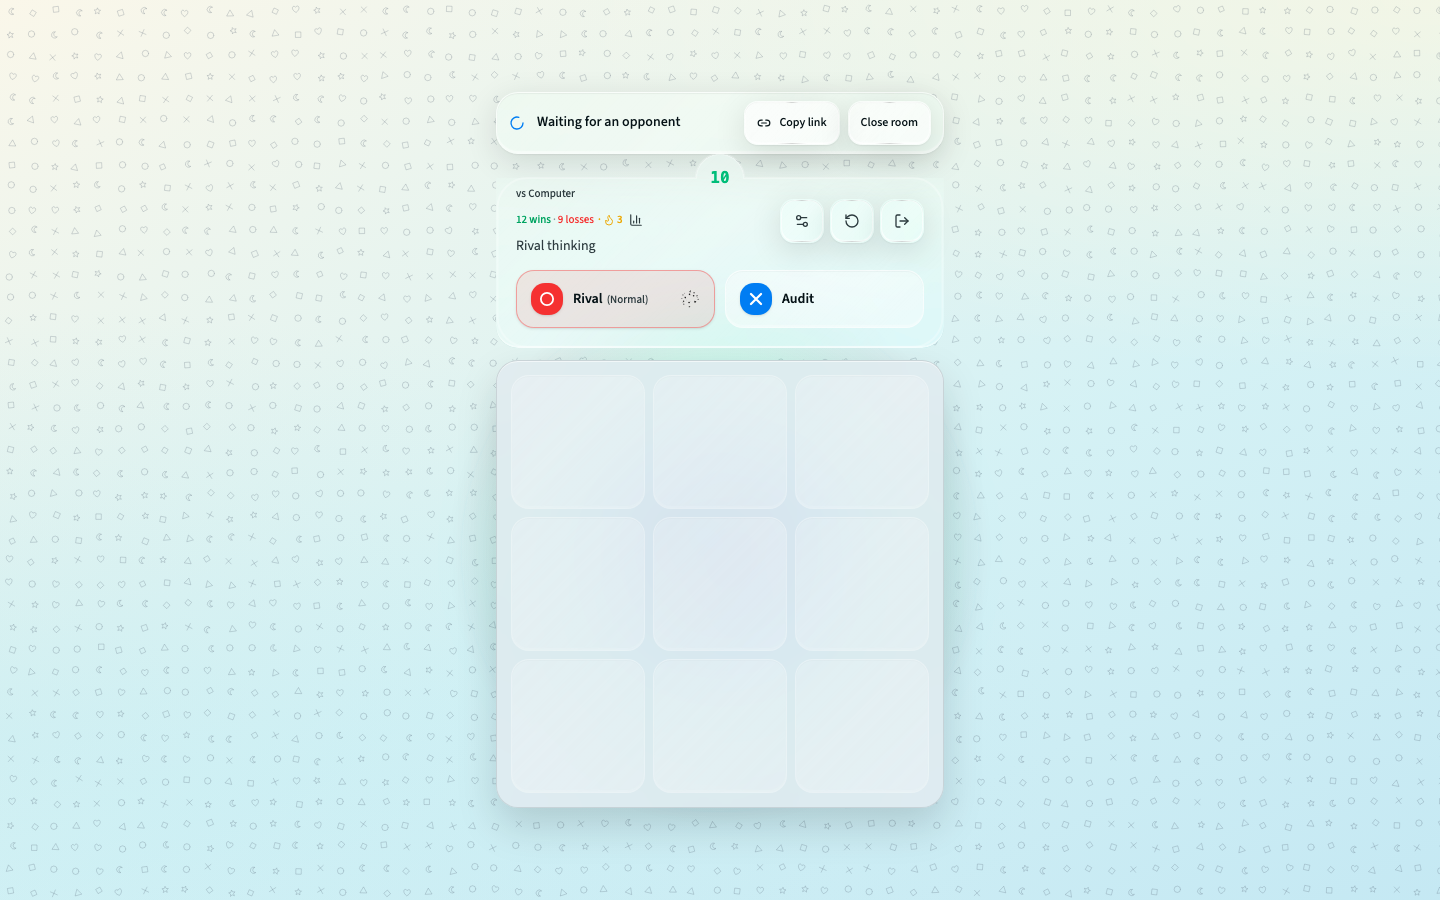 Waiting for an opponent
Copy link
Close room
10
vs Computer
12 wins · 9 losses · 3
Rival thinking
Rival (Normal)
Audit